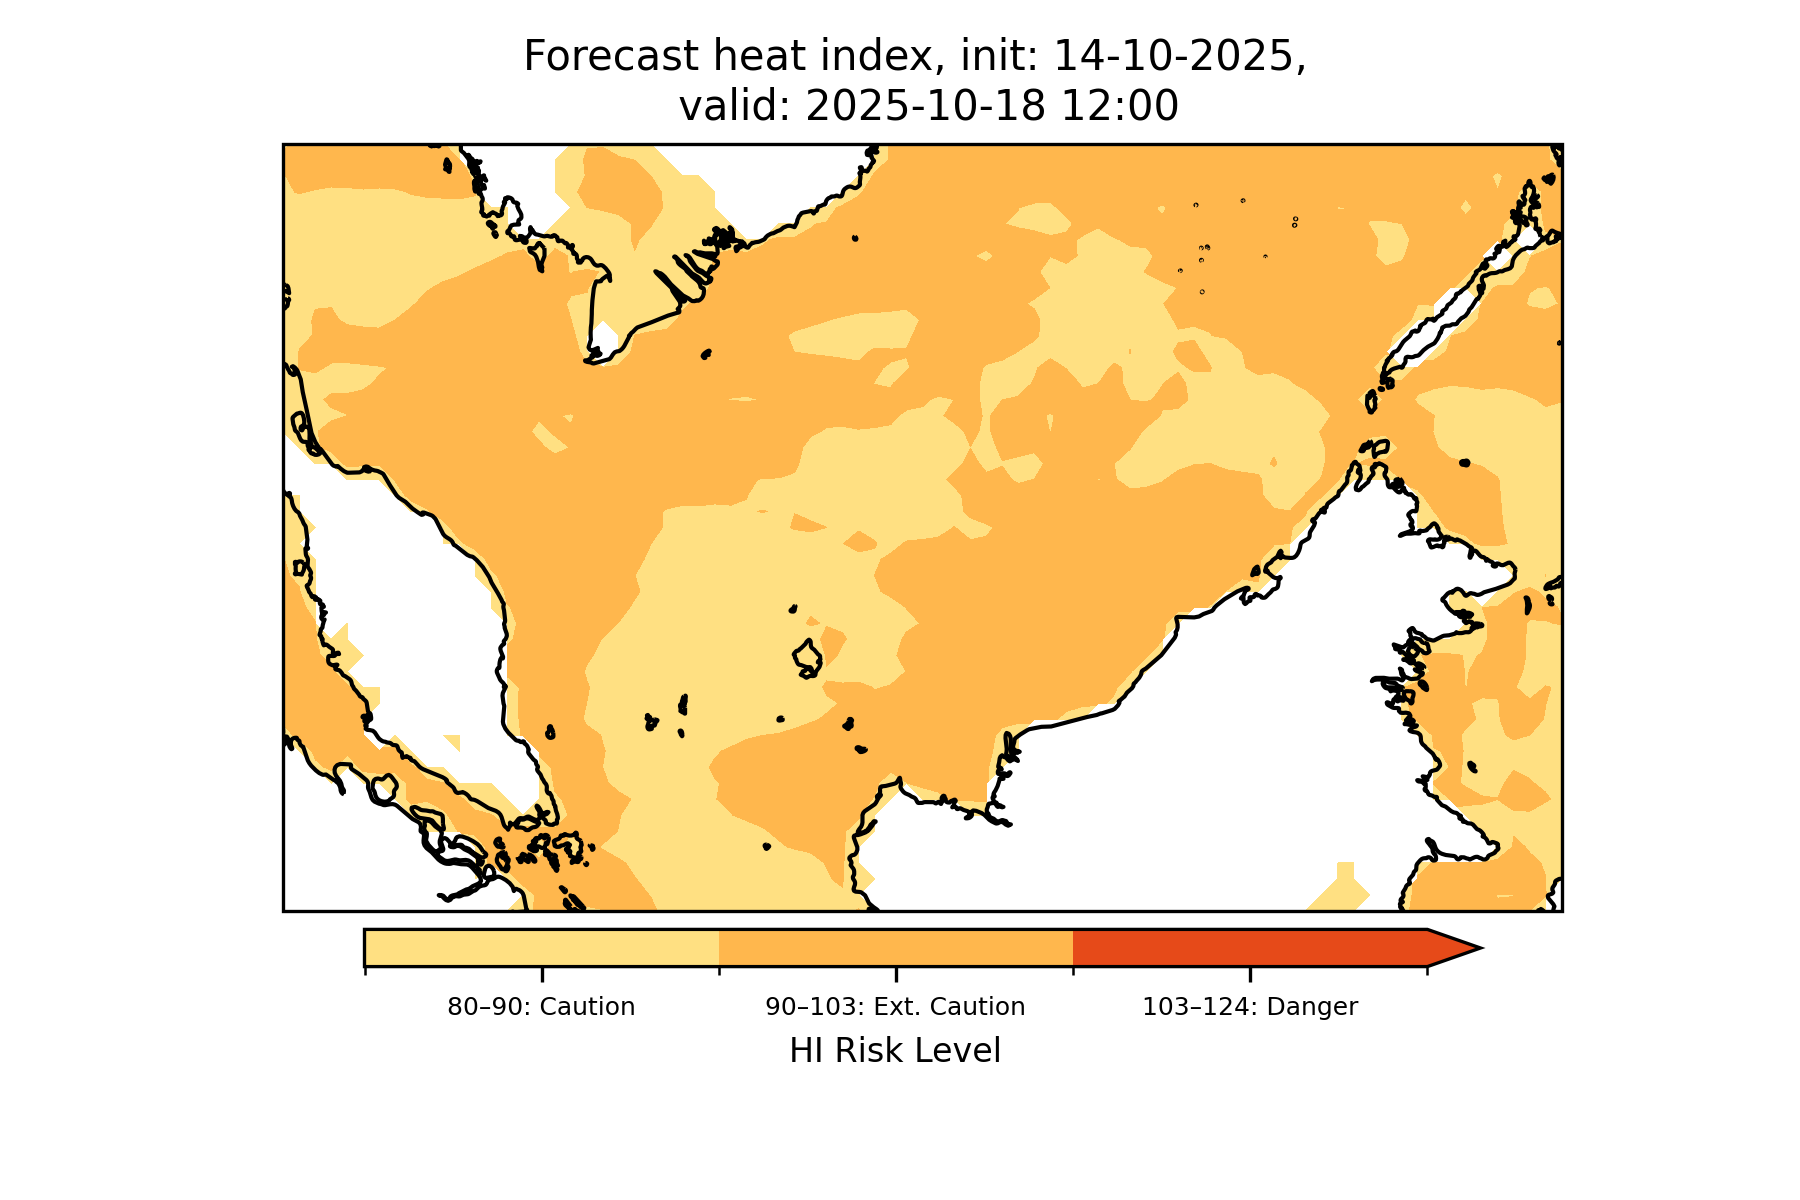 Forecast heat index, init: 14-10-2025,
valid: 2025-10-18 12:00
80–90: Caution
90–103: Ext. Caution
103–124: Danger
HI Risk Level